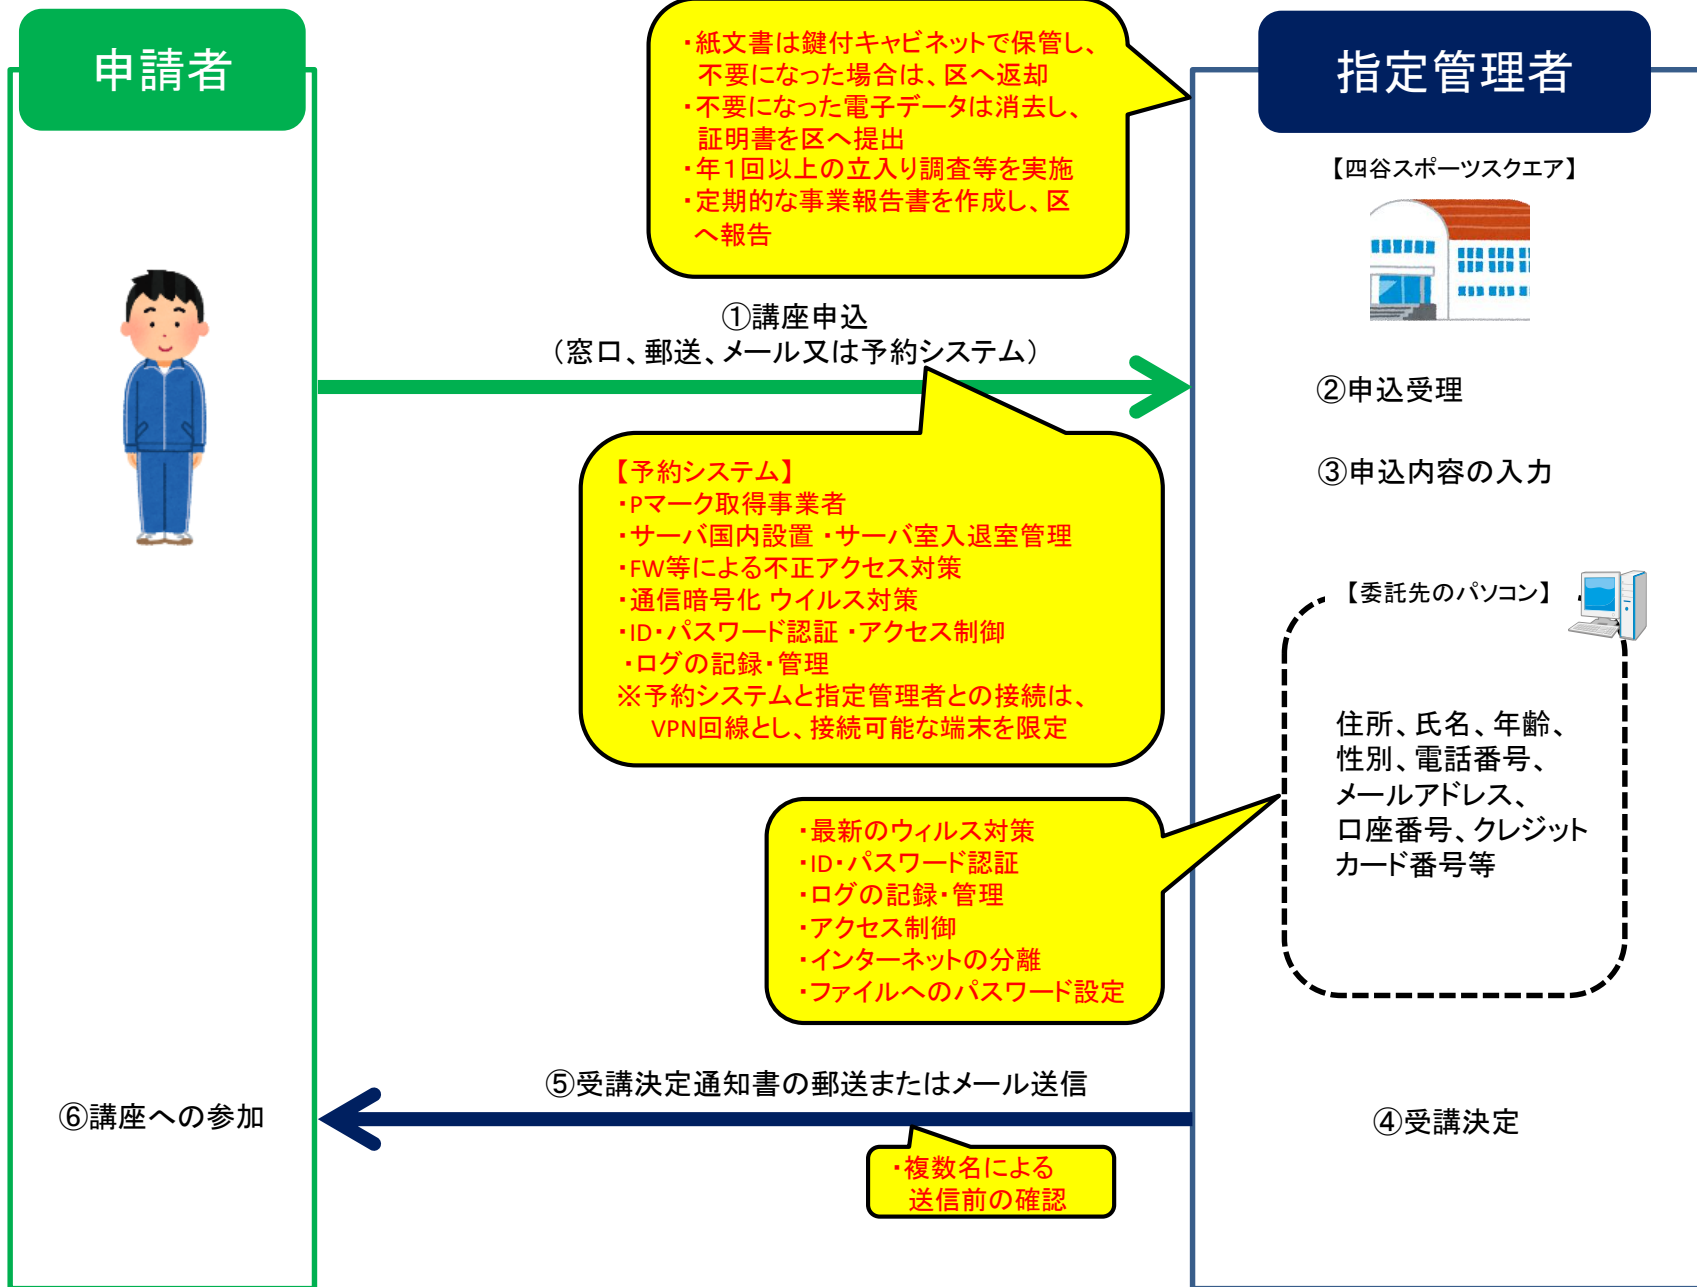 申請者
・紙文書は鍵付キャビネットで保管し、
不要になった場合は、区へ返却
・不要になった電子データは消去し、
証明書を区へ提出
・年1回以上の立入り調査等を実施
・定期的な事業報告書を作成し、区
へ報告
指定管理者
【四谷スポーツスクエア】
①講座申込
（窓口、郵送、メール又は予約システム）
②申込受理
③申込内容の入力
【予約システム】
・Pマーク取得事業者
・サーバ国内設置 ・サーバ室入退室管理
・FW等による不正アクセス対策
・通信暗号化 ウイルス対策
・ID・パスワード認証 ・アクセス制御
・ログの記録・管理
※予約システムと指定管理者との接続は、
VPN回線とし、接続可能な端末を限定
【委託先のパソコン】
住所、氏名、年齢、
性別、電話番号、
メールアドレス、
口座番号、クレジット
カード番号等
・最新のウィルス対策
・ID・パスワード認証
・ログの記録・管理
・アクセス制御
・インターネットの分離
・ファイルへのパスワード設定
④受講決定
⑤受講決定通知書の郵送またはメール送信
・複数名による
送信前の確認
⑥講座への参加